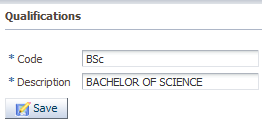 Qualifications
* Code BSc
* Description BACHELOR OF SCIENCE
Save